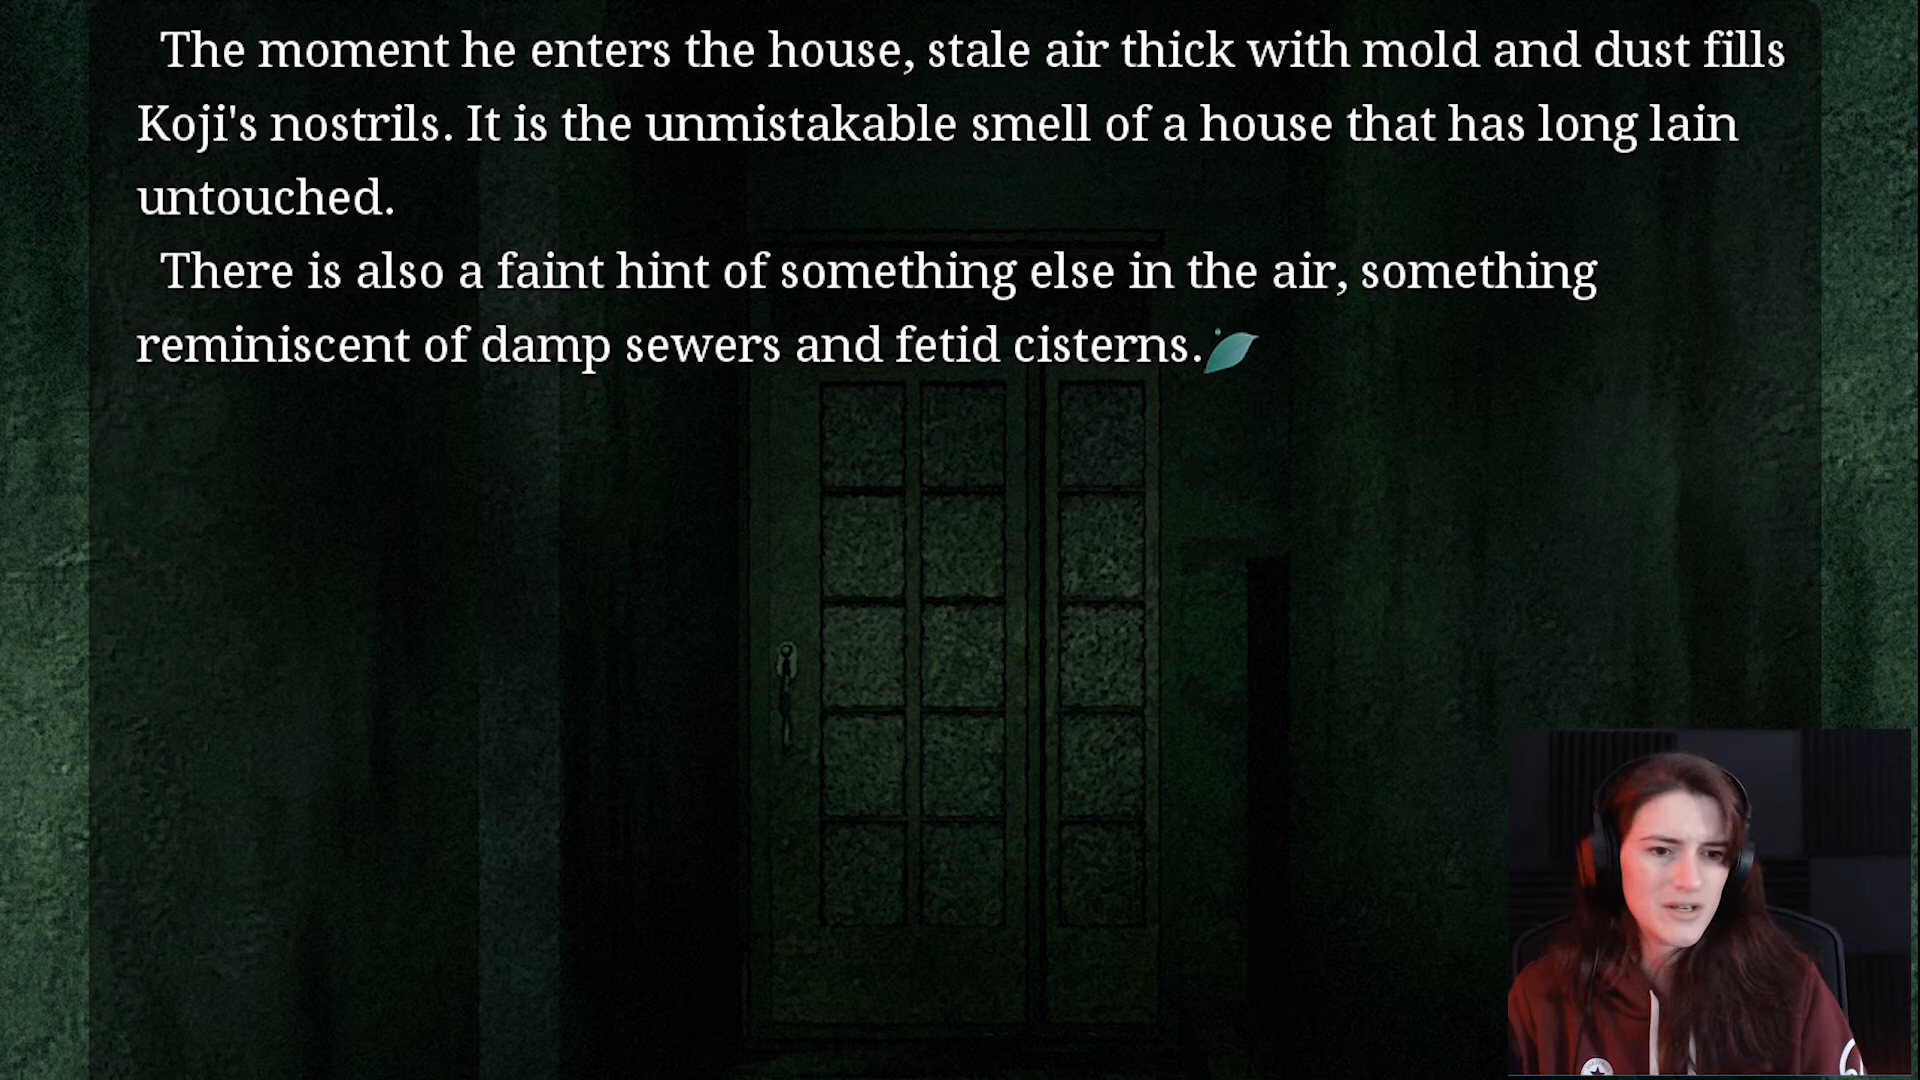 The moment he enters the house, stale air thick with mold and dust fills
Koji's nostrils. It is the unmistakable smell of a house that has long lain
untouched.
There is also a faint hint of something else in the air, something
reminiscent of damp sewers and fetid cisterns.